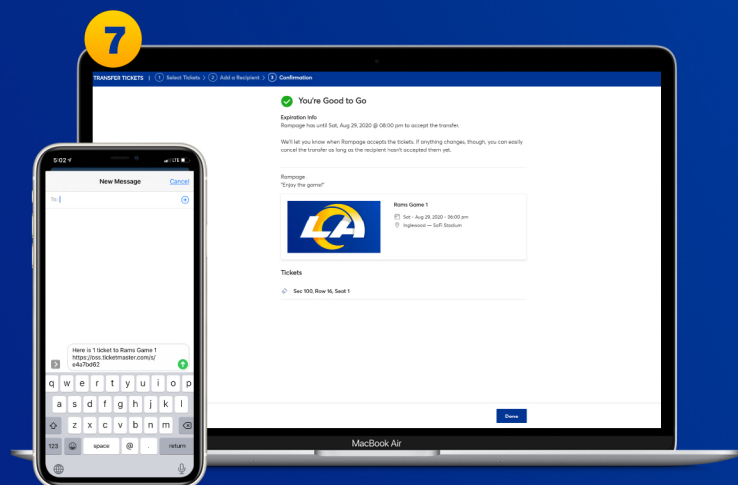 7
TRANSFER TICKETS | 1 Select Tickets > 2 Add a Recipient > 3 Confirmation
You're Good to Go
Expiration Info
Rampage has until Sat, Aug 29, 2020 @ 08:00 pm to accept the transfer.
We'll let you know when Rampage accepts the tickets. If anything changes, though, you can easily
cancel the transfer as long as the recipient hasn't accepted them yet.
Rampage
"Enjoy the game!"
LA
Rams Game 1
Sat - Aug 29, 2020 - 06:00 pm
Inglewood — SoFi Stadium
Tickets
Sec 100, Row 16, Seat 1
Done
MacBook Air
5:02
LTE
New Message
Cancel
To:
Here is 1 ticket to Rams Game 1
https://oss.ticketmaster.com/s/
e4a7bd62
q w e r t y u i o p
a s d f g h j k l
z x c v b n m
123 space @ . return